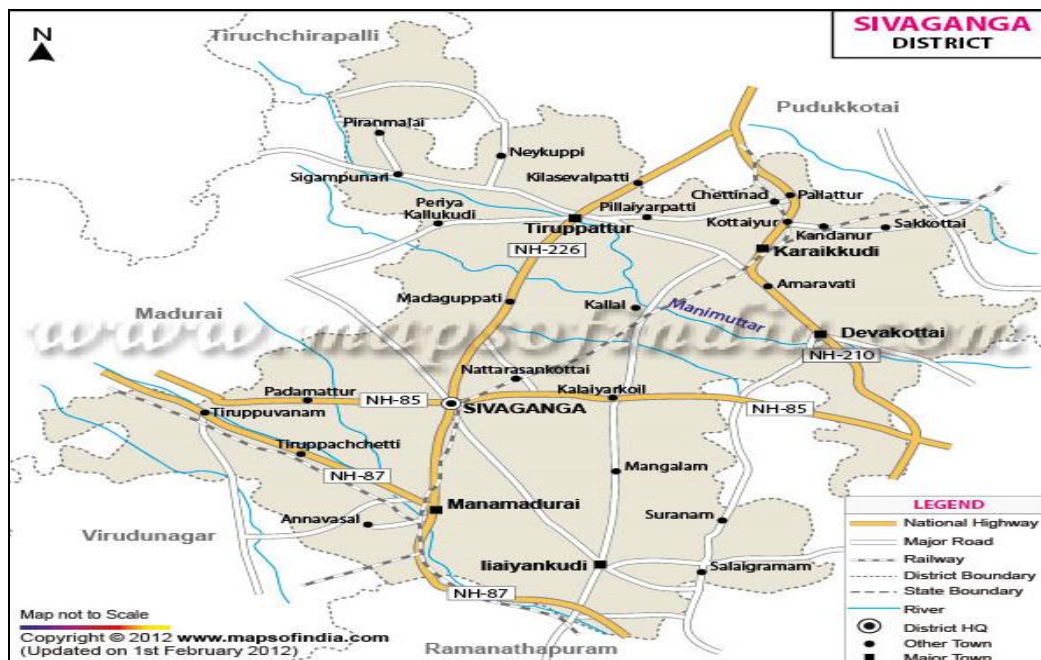 SIVAGANGA
DISTRICT
N
Tiruchchirapalli
Pudukkotai
Piranmalai
Neykuppi
Sigampunari
Kilasevalpatti
Chettinad
Pallattur
Periya
Kallukudi
Pillaiyarpatti
Tiruppattur
Kottaiyur
Kandanur
Sakkottai
NH-226
Karaikkudi
Amaravati
Madaguppati
Kallal
Manimuttar
Madurai
Devakottai
www.mapsofindia.com
NH-210
Nattarasankottai
Padamattur
NH-85
SIVAGANGA
Kalaiyarkoil
NH-85
Tiruppuvanam
Tiruppachchetti
NH-87
Mangalam
Manamadurai
Annavasal
Suranam
Virudunagar
Iiaiyankudi
Salaigramam
NH-87
Ramanathapuram
LEGEND
National Highway
Major Road
Railway
District Boundary
State Boundary
River
District HQ
Other Town
Major Town
Map not to Scale
Copyright © 2012 www.mapsofindia.com
(Updated on 1st February 2012)